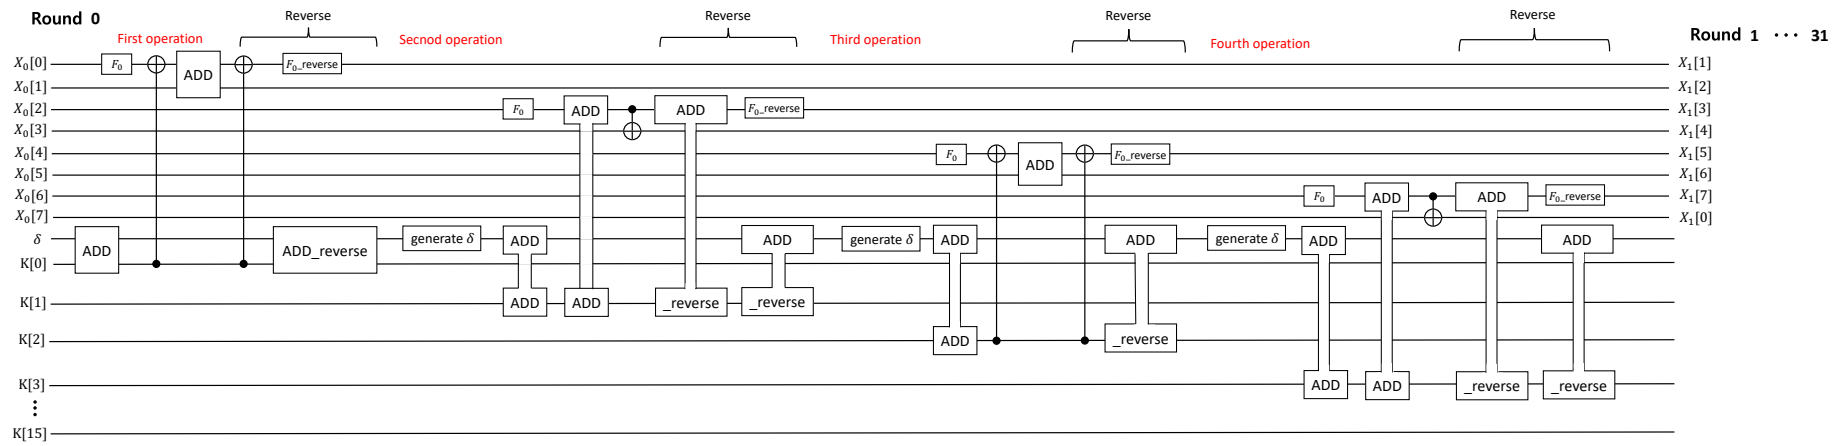 Round 0
Reverse
Reverse
Reverse
Reverse
Round 1 ··· 31
First operation
Secnod operation
Third operation
Fourth operation
X₀[0] F₀ ADD F₀_reverse X₁[1]
X₀[1] X₁[2]
X₀[2] F₀ ADD ADD F₀_reverse X₁[3]
X₀[3] X₁[4]
X₀[4] F₀ ADD F₀_reverse X₁[5]
X₀[5] X₁[6]
X₀[6] F₀ ADD ADD F₀_reverse X₁[7]
X₀[7] X₁[0]
δ ADD ADD_reverse generate δ ADD ADD generate δ ADD ADD generate δ ADD ADD
K[0]
K[1] ADD ADD _reverse _reverse
K[2] ADD _reverse
K[3] ADD ADD _reverse _reverse
⋮
K[15]